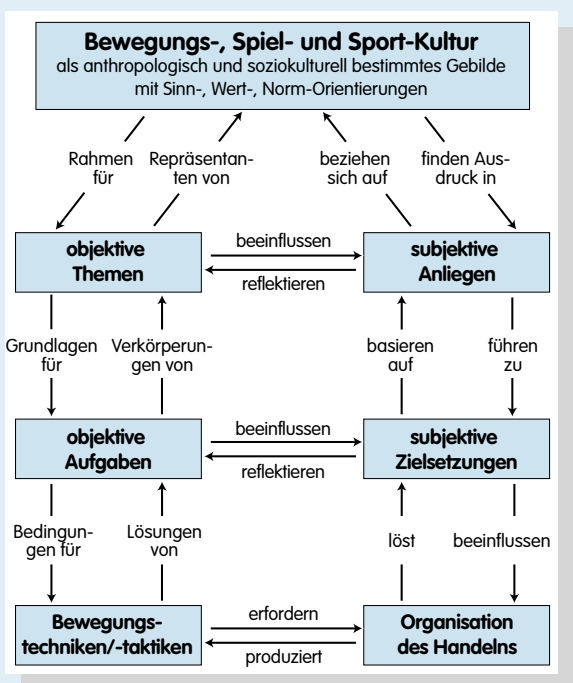 Bewegungs-, Spiel- und Sport-Kultur
als anthropologisch und soziokulturell bestimmtes Gebilde
mit Sinn-, Wert-, Norm-Orientierungen
Rahmen
für
Repräsentan-
ten von
beziehen
sich auf
finden Aus-
druck in
objektive
Themen
beeinflussen
reflektieren
subjektive
Anliegen
Grundlagen
für
Verkörperun-
gen von
basieren
auf
führen
zu
objektive
Aufgaben
beeinflussen
reflektieren
subjektive
Zielsetzungen
Bedingun-
gen für
Lösungen
von
löst
beeinflussen
Bewegungs-
techniken/-taktiken
erfordern
produziert
Organisation
des Handelns